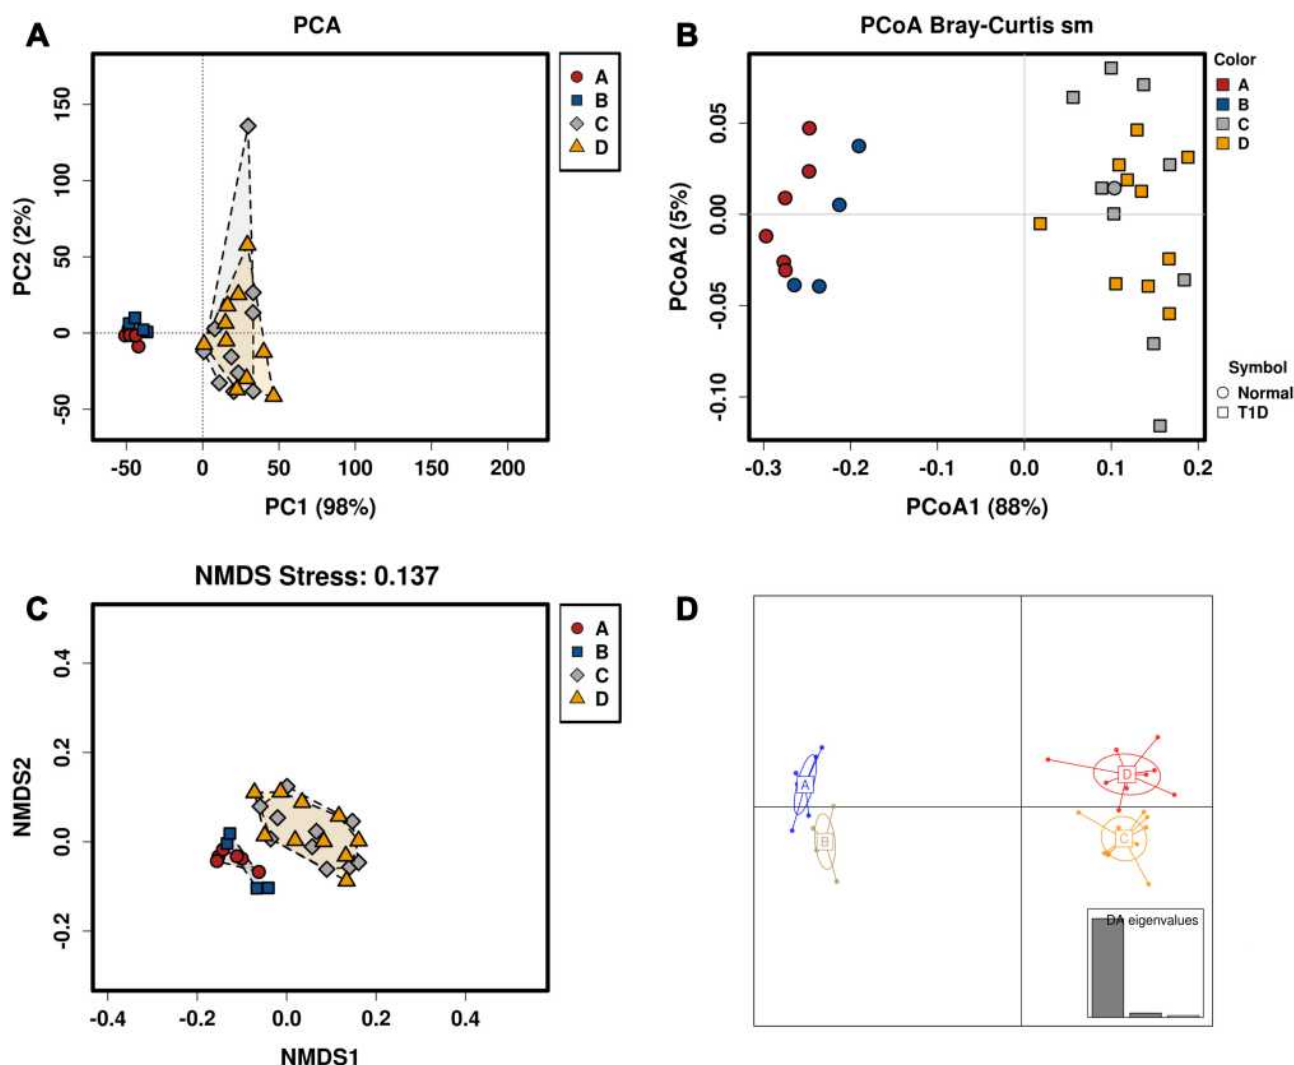 A
PCA
PC2 (2%)
150
100
50
0
-50
-50 0 50 100 150 200
PC1 (98%)
A
B
C
D
B
PCoA Bray-Curtis sm
PCoA2 (5%)
0.05
0.00
-0.05
-0.10
-0.3 -0.2 -0.1 0.0 0.1 0.2
PCoA1 (88%)
Color
A
B
C
D
Symbol
Normal
T1D
C
NMDS Stress: 0.137
NMDS2
0.4
0.2
0.0
-0.2
-0.4 -0.2 0.0 0.2 0.4
NMDS1
A
B
C
D
D
A
B
D
C
DA eigenvalues